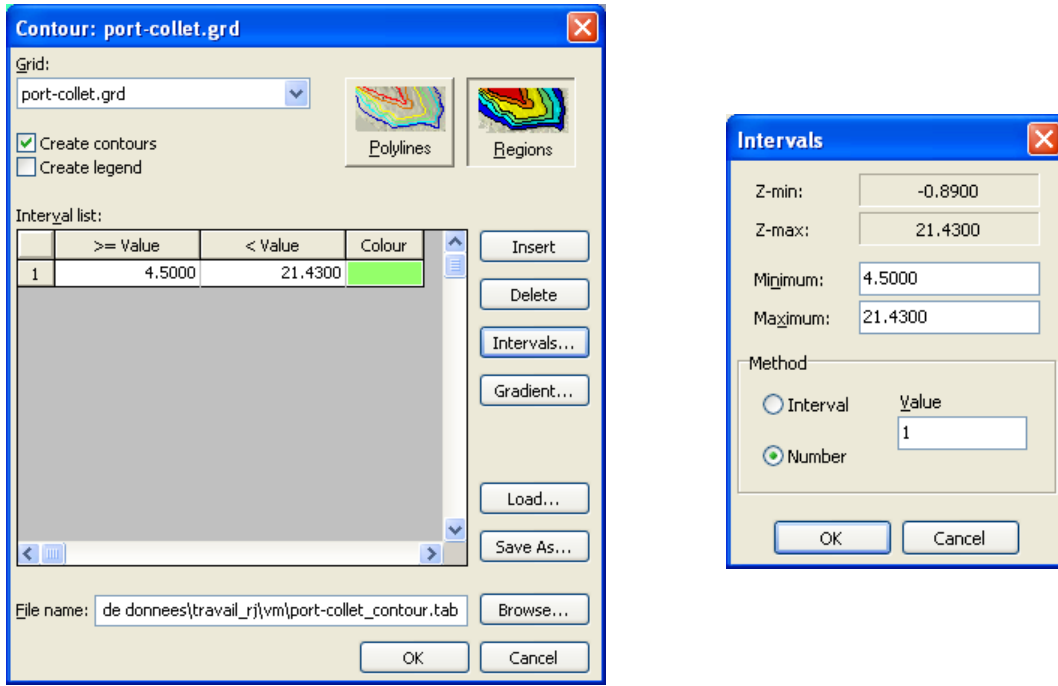 Contour: port-collet.grd
Grid:
port-collet.grd
Create contours
Create legend
Polylines
Regions
Interval list:
>= Value < Value Colour
1 4.5000 21.4300
Insert
Delete
Intervals...
Gradient...
Load...
Save As...
File name: de donnees\travail_rj\vm\port-collet_contour.tab Browse...
OK Cancel
Intervals
Z-min: -0.8900
Z-max: 21.4300
Minimum: 4.5000
Maximum: 21.4300
Method
Interval
Value
1
Number
OK Cancel